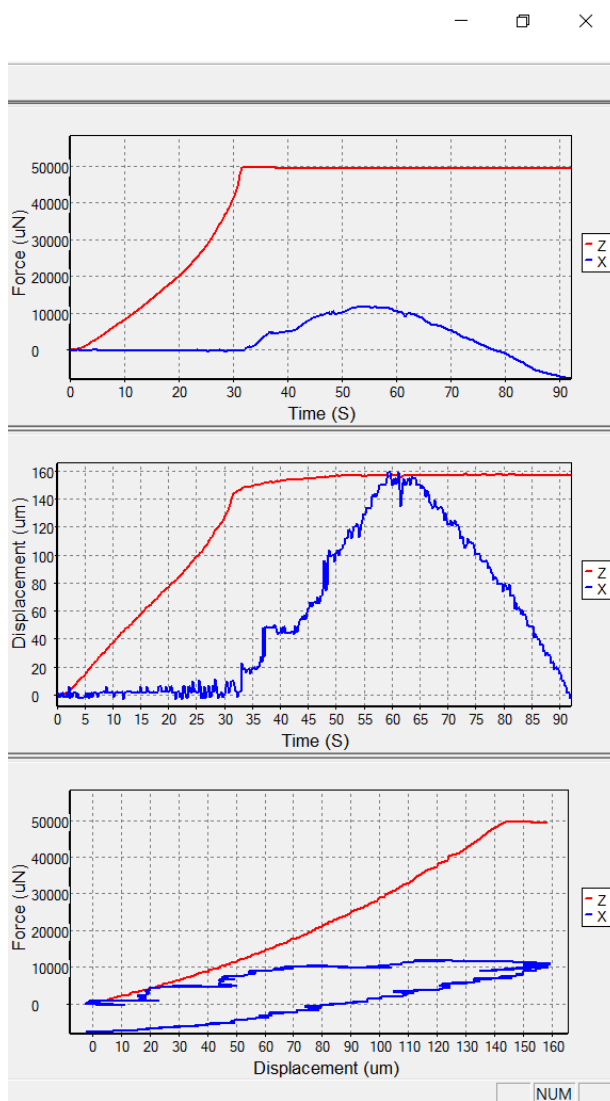 50000
40000
30000
20000
10000
0
Force (uN)
0 10 20 30 40 50 60 70 80 90
Time (S)
Z
X
160
140
120
100
80
60
40
20
0
Displacement (um)
0 5 10 15 20 25 30 35 40 45 50 55 60 65 70 75 80 85 90
Time (S)
Z
X
50000
40000
30000
20000
10000
0
Force (uN)
0 10 20 30 40 50 60 70 80 90 100 110 120 130 140 150 160
Displacement (um)
Z
X
NUM